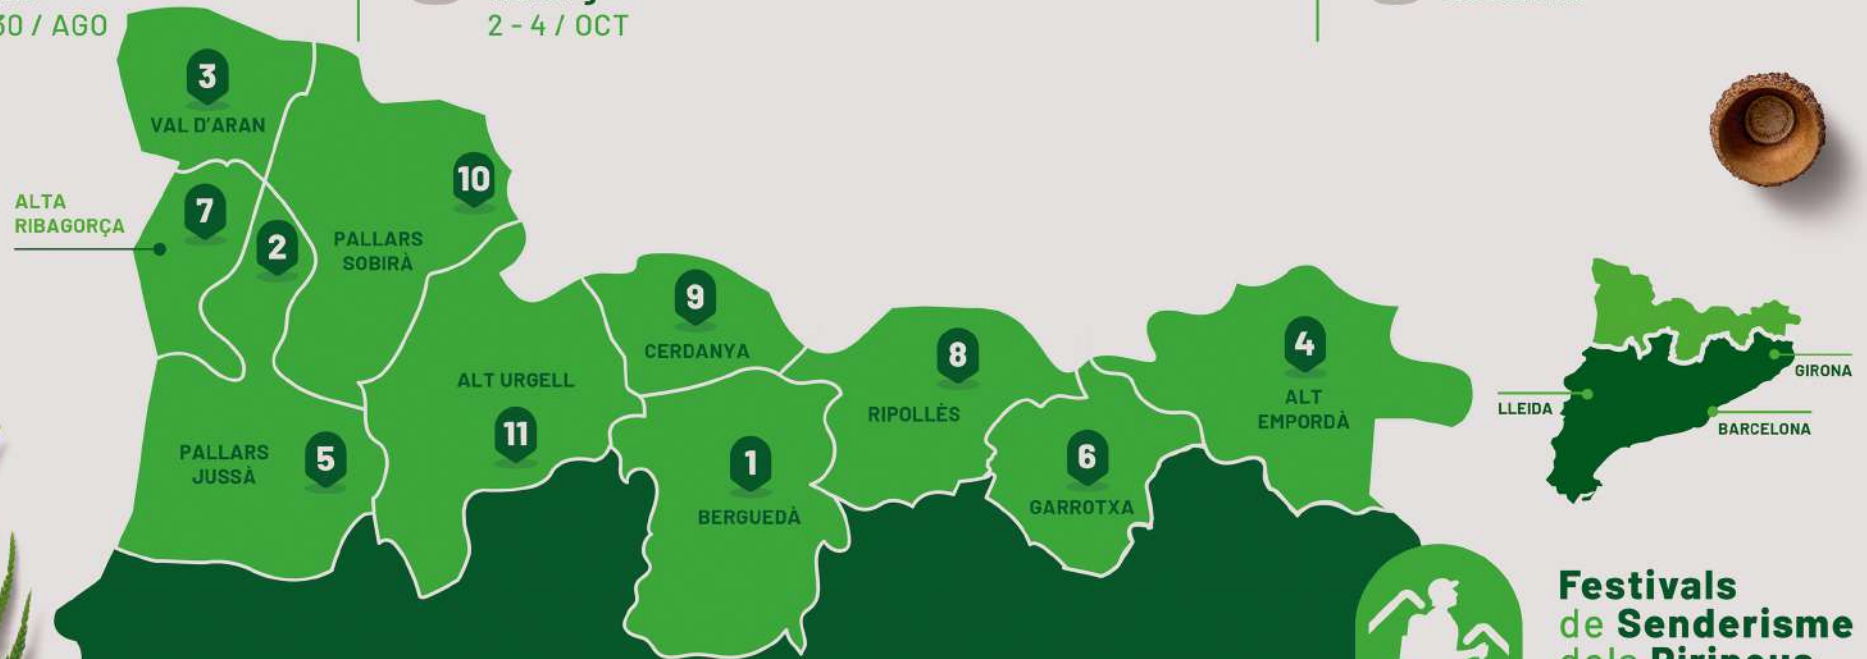 30 / AGO
2 - 4 / OCT
3
VAL D'ARAN
10
ALTA
RIBAGORÇA
7
2
PALLARS
SOBIRÀ
9
CERDANYA
8
RIPOLLÈS
4
ALT
EMPORDÀ
ALT URGELL
11
PALLARS
JUSSÀ
5
1
BERGUEDÀ
6
GARROTXA
GIRONA
LLEIDA
BARCELONA
Festivals
de Senderisme
dels Pirineus